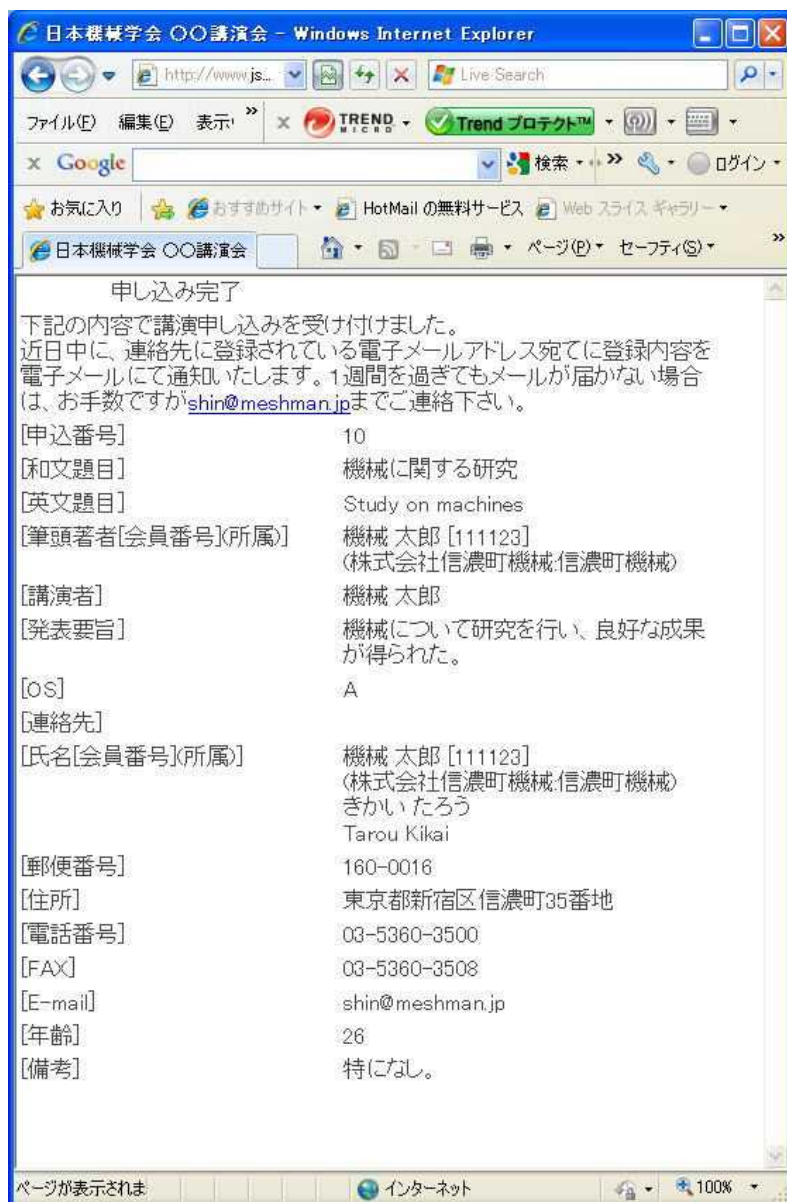 日本機械学会 〇〇講演会 - Windows Internet Explorer
http://www.js... Live Search
ファイル(F) 編集(E) 表示 » x TREND MICRO Trend プロテクト™
x Google 検索 » ログイン
お気に入り おすすめサイト HotMail の無料サービス Web スライス ギャラリー
日本機械学会 〇〇講演会 ページ(P) セーフティ(S) »
申し込み完了
下記の内容で講演申し込みを受け付けました。
近日中に、連絡先に登録されている電子メールアドレス宛てに登録内容を
電子メールにて通知いたします。1週間を過ぎてもメールが届かない場合
は、お手数ですがshin@meshman.jpまでご連絡下さい。
[申込番号] 10
[和文題目] 機械に関する研究
[英文題目] Study on machines
[筆頭著者[会員番号](所属)] 機械 太郎 [111123]
(株式会社信濃町機械:信濃町機械)
[講演者] 機械 太郎
[発表要旨] 機械について研究を行い、良好な成果
が得られた。
[OS] A
[連絡先]
[氏名[会員番号](所属)] 機械 太郎 [111123]
(株式会社信濃町機械:信濃町機械)
きかい たろう
Tarou Kikai
[郵便番号] 160-0016
[住所] 東京都新宿区信濃町35番地
[電話番号] 03-5360-3500
[FAX] 03-5360-3508
[E-mail] shin@meshman.jp
[年齢] 26
[備考] 特になし。
ページが表示されま インターネット 100%